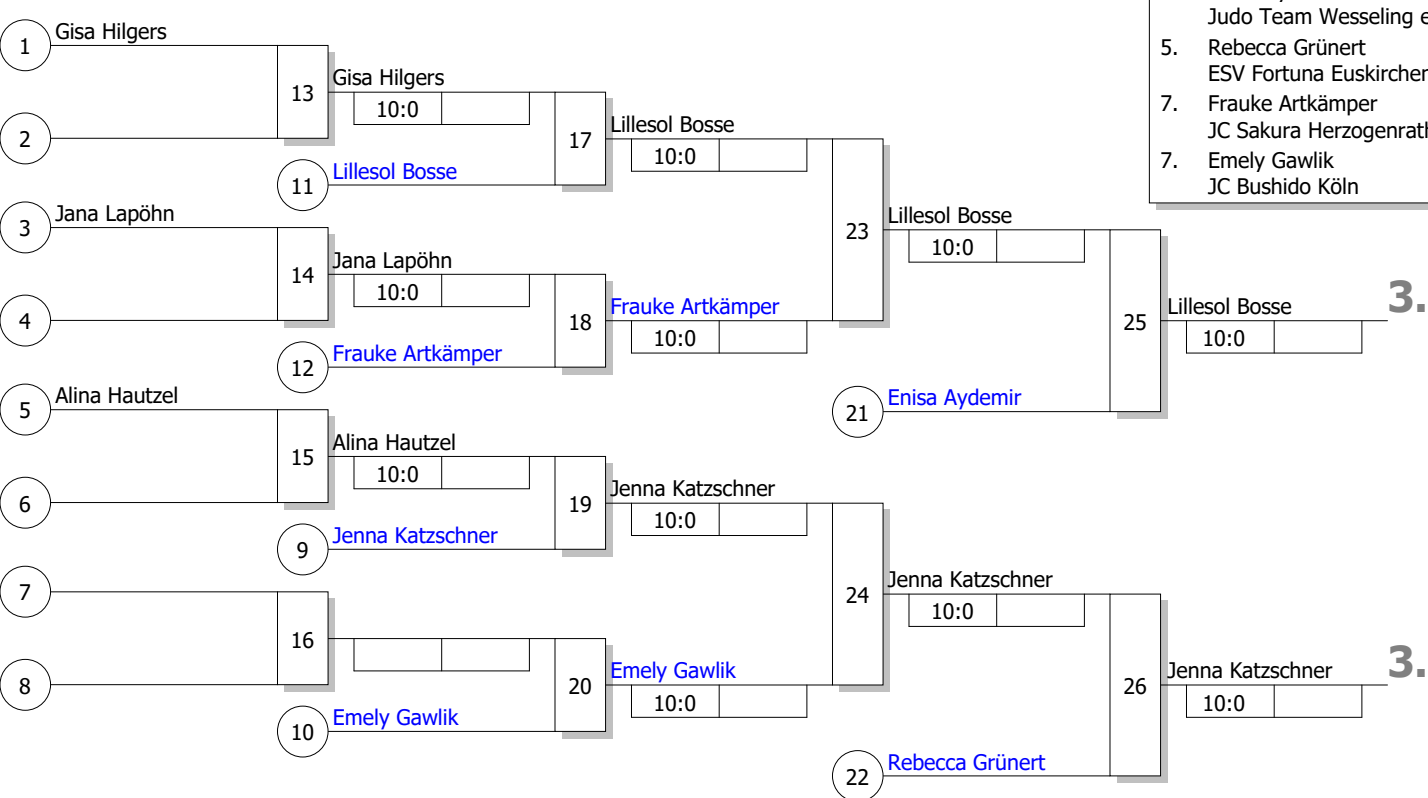 Judo Team Wesseling
5. Rebecca Grünert
ESV Fortuna Euskirchen
7. Frauke Artkämper
JC Sakura Herzogenrath
7. Emely Gawlik
JC Bushido Köln
1 Gisa Hilgers
2
13
Gisa Hilgers
10:0
11 Lillesol Bosse
17
Lillesol Bosse
10:0
3 Jana Lapöhn
4
14
Jana Lapöhn
10:0
12 Frauke Artkämper
18
Frauke Artkämper
10:0
23
Lillesol Bosse
10:0
21 Enisa Aydemir
25
Lillesol Bosse
10:0
3.
5 Alina Hautzel
6
15
Alina Hautzel
10:0
9 Jenna Katzschner
19
Jenna Katzschner
10:0
7
8
16
10 Emely Gawlik
20
Emely Gawlik
10:0
24
Jenna Katzschner
10:0
22 Rebecca Grünert
26
Jenna Katzschner
10:0
3.